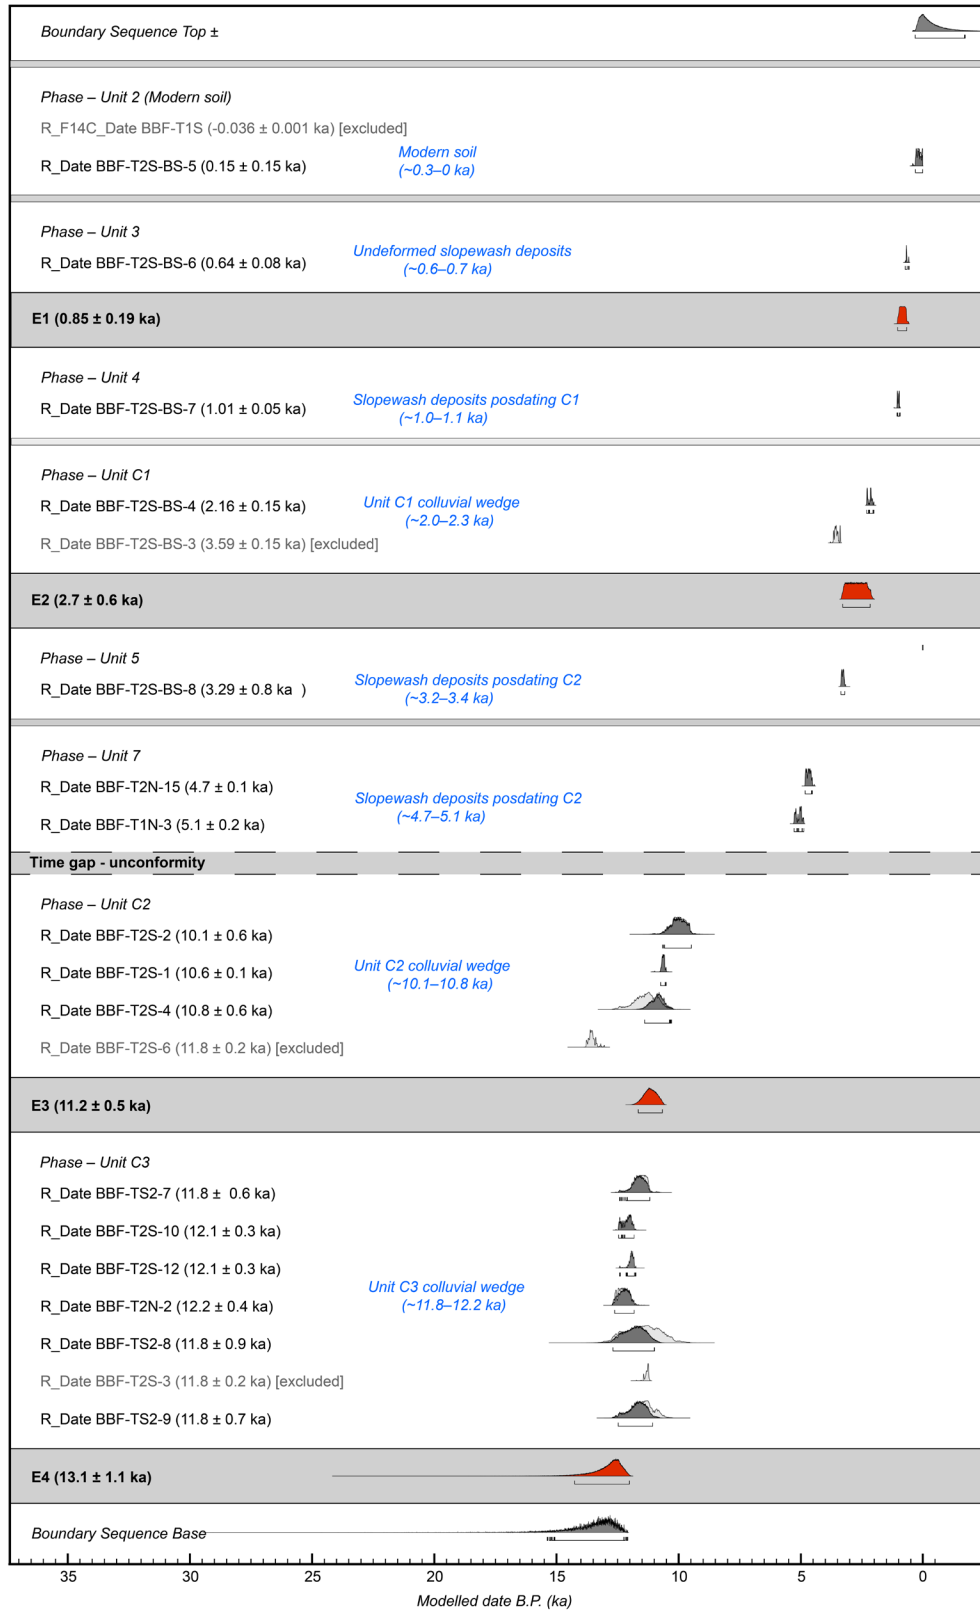 Boundary Sequence Top ±
Phase – Unit 2 (Modern soil)
R_F14C_Date BBF-T1S (-0.036 ± 0.001 ka) [excluded]
R_Date BBF-T2S-BS-5 (0.15 ± 0.15 ka)
Modern soil
(~0.3–0 ka)
Phase – Unit 3
R_Date BBF-T2S-BS-6 (0.64 ± 0.08 ka)
Undeformed slopewash deposits
(~0.6–0.7 ka)
E1 (0.85 ± 0.19 ka)
Phase – Unit 4
R_Date BBF-T2S-BS-7 (1.01 ± 0.05 ka)
Slopewash deposits posdating C1
(~1.0–1.1 ka)
Phase – Unit C1
R_Date BBF-T2S-BS-4 (2.16 ± 0.15 ka)
Unit C1 colluvial wedge
(~2.0–2.3 ka)
R_Date BBF-T2S-BS-3 (3.59 ± 0.15 ka) [excluded]
E2 (2.7 ± 0.6 ka)
Phase – Unit 5
R_Date BBF-T2S-BS-8 (3.29 ± 0.8 ka )
Slopewash deposits posdating C2
(~3.2–3.4 ka)
Phase – Unit 7
R_Date BBF-T2N-15 (4.7 ± 0.1 ka)
R_Date BBF-T1N-3 (5.1 ± 0.2 ka)
Slopewash deposits posdating C2
(~4.7–5.1 ka)
Time gap - unconformity
Phase – Unit C2
R_Date BBF-T2S-2 (10.1 ± 0.6 ka)
R_Date BBF-T2S-1 (10.6 ± 0.1 ka)
Unit C2 colluvial wedge
(~10.1–10.8 ka)
R_Date BBF-T2S-4 (10.8 ± 0.6 ka)
R_Date BBF-T2S-6 (11.8 ± 0.2 ka) [excluded]
E3 (11.2 ± 0.5 ka)
Phase – Unit C3
R_Date BBF-TS2-7 (11.8 ± 0.6 ka)
R_Date BBF-T2S-10 (12.1 ± 0.3 ka)
R_Date BBF-T2S-12 (12.1 ± 0.3 ka)
Unit C3 colluvial wedge
(~11.8–12.2 ka)
R_Date BBF-T2N-2 (12.2 ± 0.4 ka)
R_Date BBF-TS2-8 (11.8 ± 0.9 ka)
R_Date BBF-T2S-3 (11.8 ± 0.2 ka) [excluded]
R_Date BBF-TS2-9 (11.8 ± 0.7 ka)
E4 (13.1 ± 1.1 ka)
Boundary Sequence Base
35 30 25 20 15 10 5 0
Modelled date B.P. (ka)